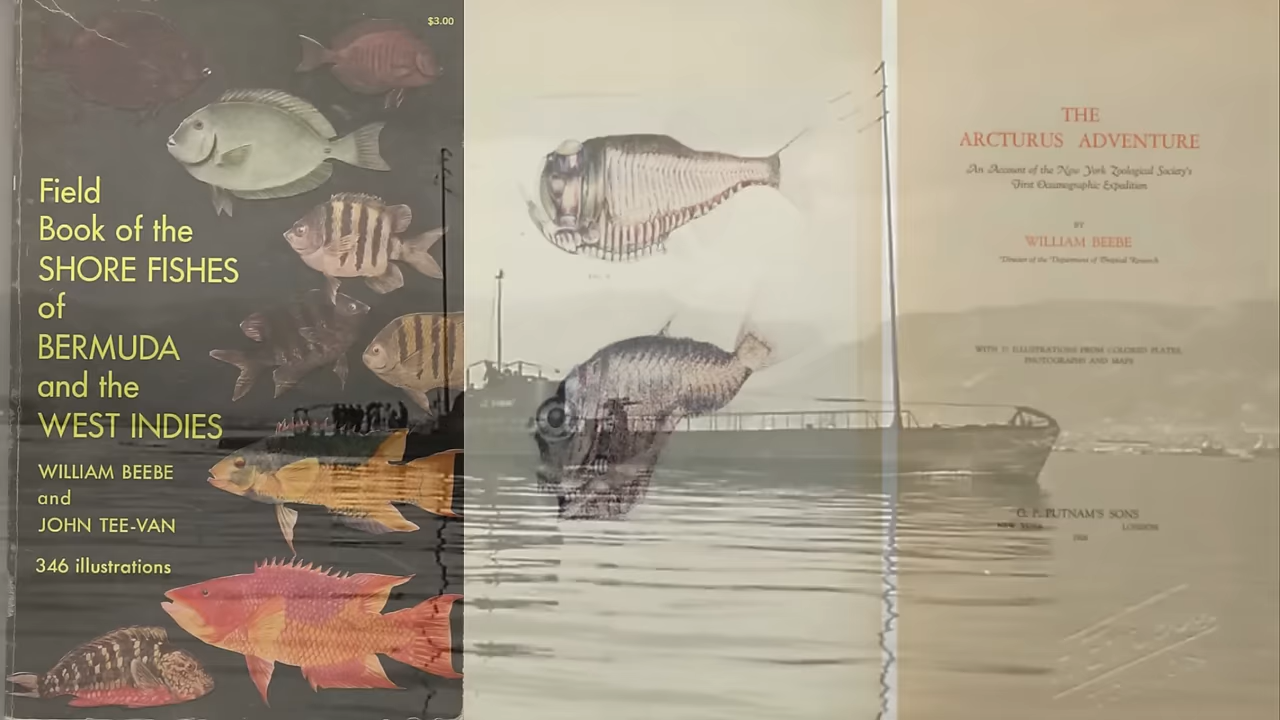 $3.00
Field
Book of the
SHORE FISHES
of
BERMUDA
and the
WEST INDIES
WILLIAM BEEBE
and
JOHN TEE-VAN
346 illustrations
THE
ARCTURUS ADVENTURE
An Account of the New York Zoological Society's
First Oceanographic Expedition
BY
WILLIAM BEEBE
Director of the Department of Tropical Research
ILLUSTRATIONS FROM COLORED PLATES
PHOTOGRAPHS AND MAPS
G. P. PUTNAM'S SONS
NEW YORK LONDON